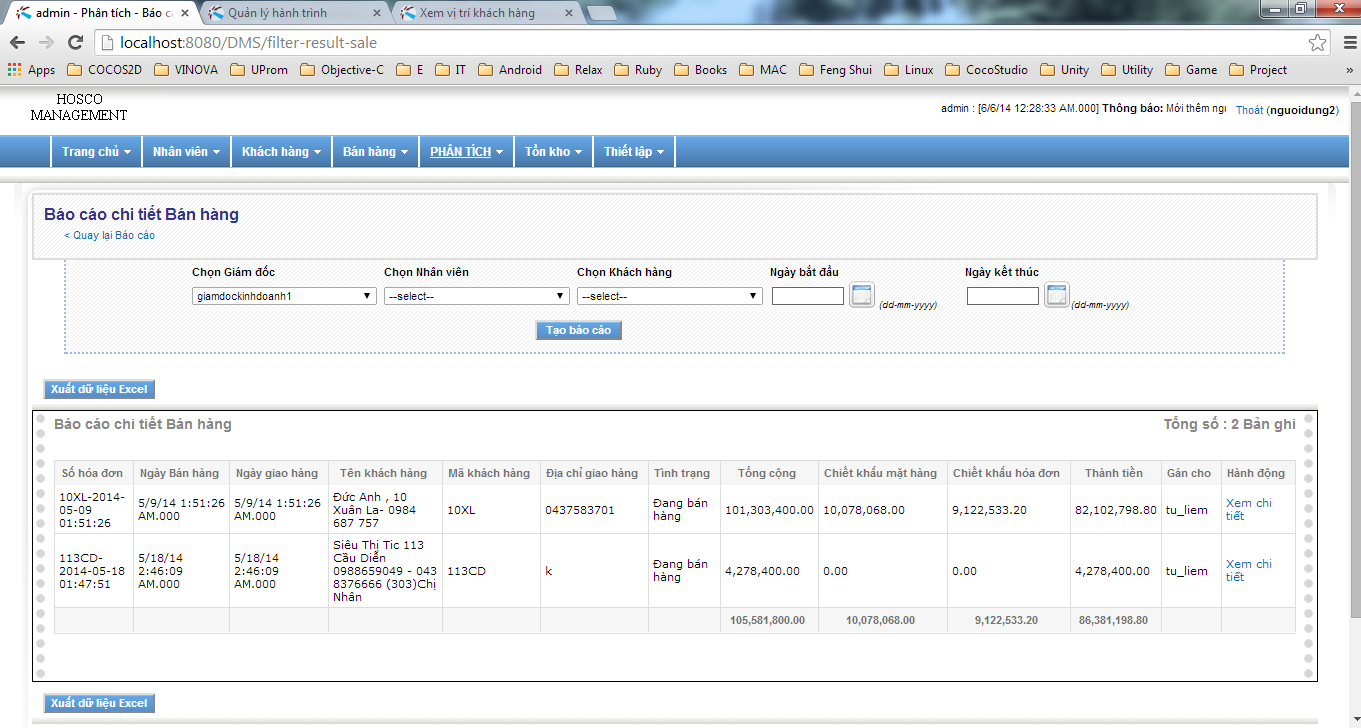 admin - Phân tích - Báo cá
Quản lý hành trình
Xem vị trí khách hàng
localhost:8080/DMS/filter-result-sale
Apps COCOS2D VINOVA UProm Objective-C E IT Android Relax Ruby Books MAC Feng Shui Linux CocoStudio Unity Utility Game Project »
HOSCO
MANAGEMENT
admin : [6/6/14 12:28:33 AM.000] Thông báo: Mới thêm ngu
Thoát (nguoidung2)
Trang chủ Nhân viên Khách hàng Bán hàng PHÂN TÍCH Tồn kho Thiết lập
Báo cáo chi tiết Bán hàng
< Quay lại Báo cáo
Chọn Giám đốc Chọn Nhân viên Chọn Khách hàng Ngày bắt đầu Ngày kết thúc
giamdockinhdoanh1 --select-- --select-- (dd-mm-yyyy) (dd-mm-yyyy)
Tạo báo cáo
Xuất dữ liệu Excel
Báo cáo chi tiết Bán hàng Tổng số : 2 Bản ghi
Số hóa đơn Ngày Bán hàng Ngày giao hàng Tên khách hàng Mã khách hàng Địa chỉ giao hàng Tình trạng Tổng cộng Chiết khấu mặt hàng Chiết khấu hóa đơn Thành tiền Gán cho Hành động
10XL-2014-
05-09
01:51:26
5/9/14 1:51:26
AM.000
5/9/14 1:51:26
AM.000
Đức Anh , 10
Xuân La- 0984
687 757
10XL
0437583701
Đang bán
hàng
101,303,400.00
10,078,068.00
9,122,533.20
82,102,798.80
tu_liem
Xem chi
tiết
113CD-
2014-05-18
01:47:51
5/18/14
2:46:09
AM.000
5/18/14
2:46:09
AM.000
Siêu Thị Tic 113
Cầu Diễn
0988659049 - 043
8376666 (303)Chị
Nhân
113CD
k
Đang bán
hàng
4,278,400.00
0.00
0.00
4,278,400.00
tu_liem
Xem chi
tiết
105,581,800.00 10,078,068.00 9,122,533.20 86,381,198.80
Xuất dữ liệu Excel